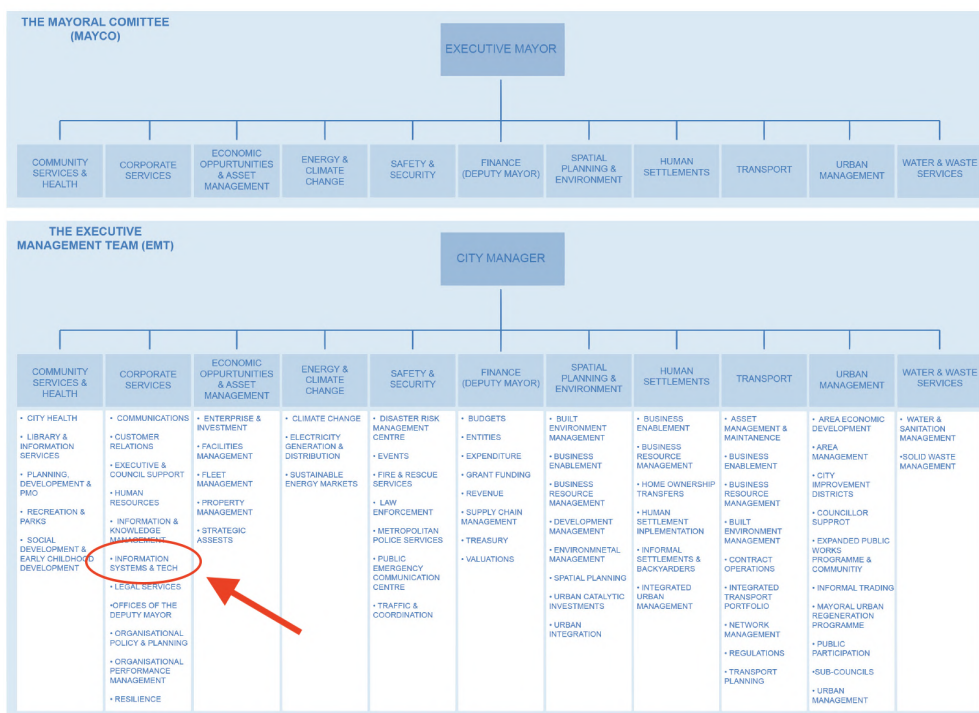 THE MAYORAL COMITTEE
(MAYCO)
EXECUTIVE MAYOR
COMMUNITY
SERVICES &
HEALTH
CORPORATE
SERVICES
ECONOMIC
OPPURTUNITIES
& ASSET
MANAGEMENT
ENERGY &
CLIMATE
CHANGE
SAFETY &
SECURITY
FINANCE
(DEPUTY MAYOR)
SPATIAL
PLANNING &
ENVIRONMENT
HUMAN
SETTLEMENTS
TRANSPORT
URBAN
MANAGEMENT
WATER & WASTE
SERVICES
THE EXECUTIVE
MANAGEMENT TEAM (EMT)
CITY MANAGER
COMMUNITY
SERVICES &
HEALTH
CORPORATE
SERVICES
ECONOMIC
OPPURTUNITIES
& ASSET
MANAGEMENT
ENERGY &
CLIMATE
CHANGE
SAFETY &
SECURITY
FINANCE
(DEPUTY MAYOR)
SPATIAL
PLANNING &
ENVIRONMENT
HUMAN
SETTLEMENTS
TRANSPORT
URBAN
MANAGEMENT
WATER & WASTE
SERVICES
• CITY HEALTH
• LIBRARY &
INFORMATION
SERVICES
• PLANNING,
DEVELOPEMENT &
PMO
• RECREATION &
PARKS
• SOCIAL
DEVELOPMENT &
EARLY CHILDHOOD
DEVELOPMENT
• COMMUNICATIONS
• CUSTOMER
RELATIONS
• EXECUTIVE &
COUNCIL SUPPORT
• HUMAN
RESOURCES
• INFORMATION &
KNOWLEDGE
MANAGEMENT
• INFORMATION
SYSTEMS & TECH
• LEGAL SERVICES
•OFFICES OF THE
DEPUTY MAYOR
• ORGANISATIONAL
POLICY & PLANNING
• ORGANISATIONAL
PERFORMANCE
MANAGEMENT
• RESILIENCE
• ENTERPRISE &
INVESTMENT
• FACILITIES
MANAGEMENT
• FLEET
MANAGEMENT
• PROPERTY
MANAGEMENT
• STRATEGIC
ASSESTS
• CLIMATE CHANGE
• ELECTRICITY
GENERATION &
DISTRIBUTION
• SUSTAINABLE
ENERGY MARKETS
• DISASTER RISK
MANAGEMENT
CENTRE
• EVENTS
• FIRE & RESCUE
SERVICES
• LAW
ENFORCEMENT
• METROPOLITAN
POLICE SERVICES
• PUBLIC
EMERGENCY
COMMUNICATION
CENTRE
• TRAFFIC &
COORDINATION
• BUDGETS
• ENTITIES
• EXPENDITURE
• GRANT FUNDING
• REVENUE
• SUPPLY CHAIN
MANAGEMENT
• TREASURY
• VALUATIONS
• BUILT
ENVIRONMENT
MANAGEMENT
• BUSINESS
ENABLEMENT
• BUSINESS
RESOURCE
MANAGEMENT
• DEVELOPMENT
MANAGEMENT
• ENVIRONMNETAL
MANAGEMENT
• SPATIAL PLANNING
• URBAN CATALYTIC
INVESTMENTS
• URBAN
INTEGRATION
• BUSINESS
ENABLEMENT
• BUSINESS
RESOURCE
MANAGEMENT
• HOME OWNERSHIP
TRANSFERS
• HUMAN
SETTLEMENT
INPLEMENTATION
• INFORMAL
SETTLEMENTS &
BACKYARDERS
• INTEGRATED
URBAN
MANAGEMENT
• ASSET
MANAGEMENT &
MAINTANENCE
• BUSINESS
ENABLEMENT
• BUSINESS
RESOURCE
MANAGEMENT
• BUILT
ENVIRONMENT
MANAGEMENT
• CONTRACT
OPERATIONS
• INTEGRATED
TRANSPORT
PORTFOLIO
• NETWORK
MANAGEMENT
• REGULATIONS
• TRANSPORT
PLANNING
• AREA ECONOMIC
DEVELOPMENT
• AREA
MANAGEMENT
• CITY
IMPROVEMENT
DISTRICTS
• COUNCILLOR
SUPPROT
• EXPANDED PUBLIC
WORKS
PROGRAMME &
COMMUNTIY
• INFORMAL TRADING
• MAYORAL URBAN
REGENERATION
PROGRAMME
• PUBLIC
PARTICIPATION
•SUB-COUNCILS
• URBAN
MANAGEMENT
• WATER &
SANITATION
MANAGEMENT
•SOLID WASTE
MANAGEMENT